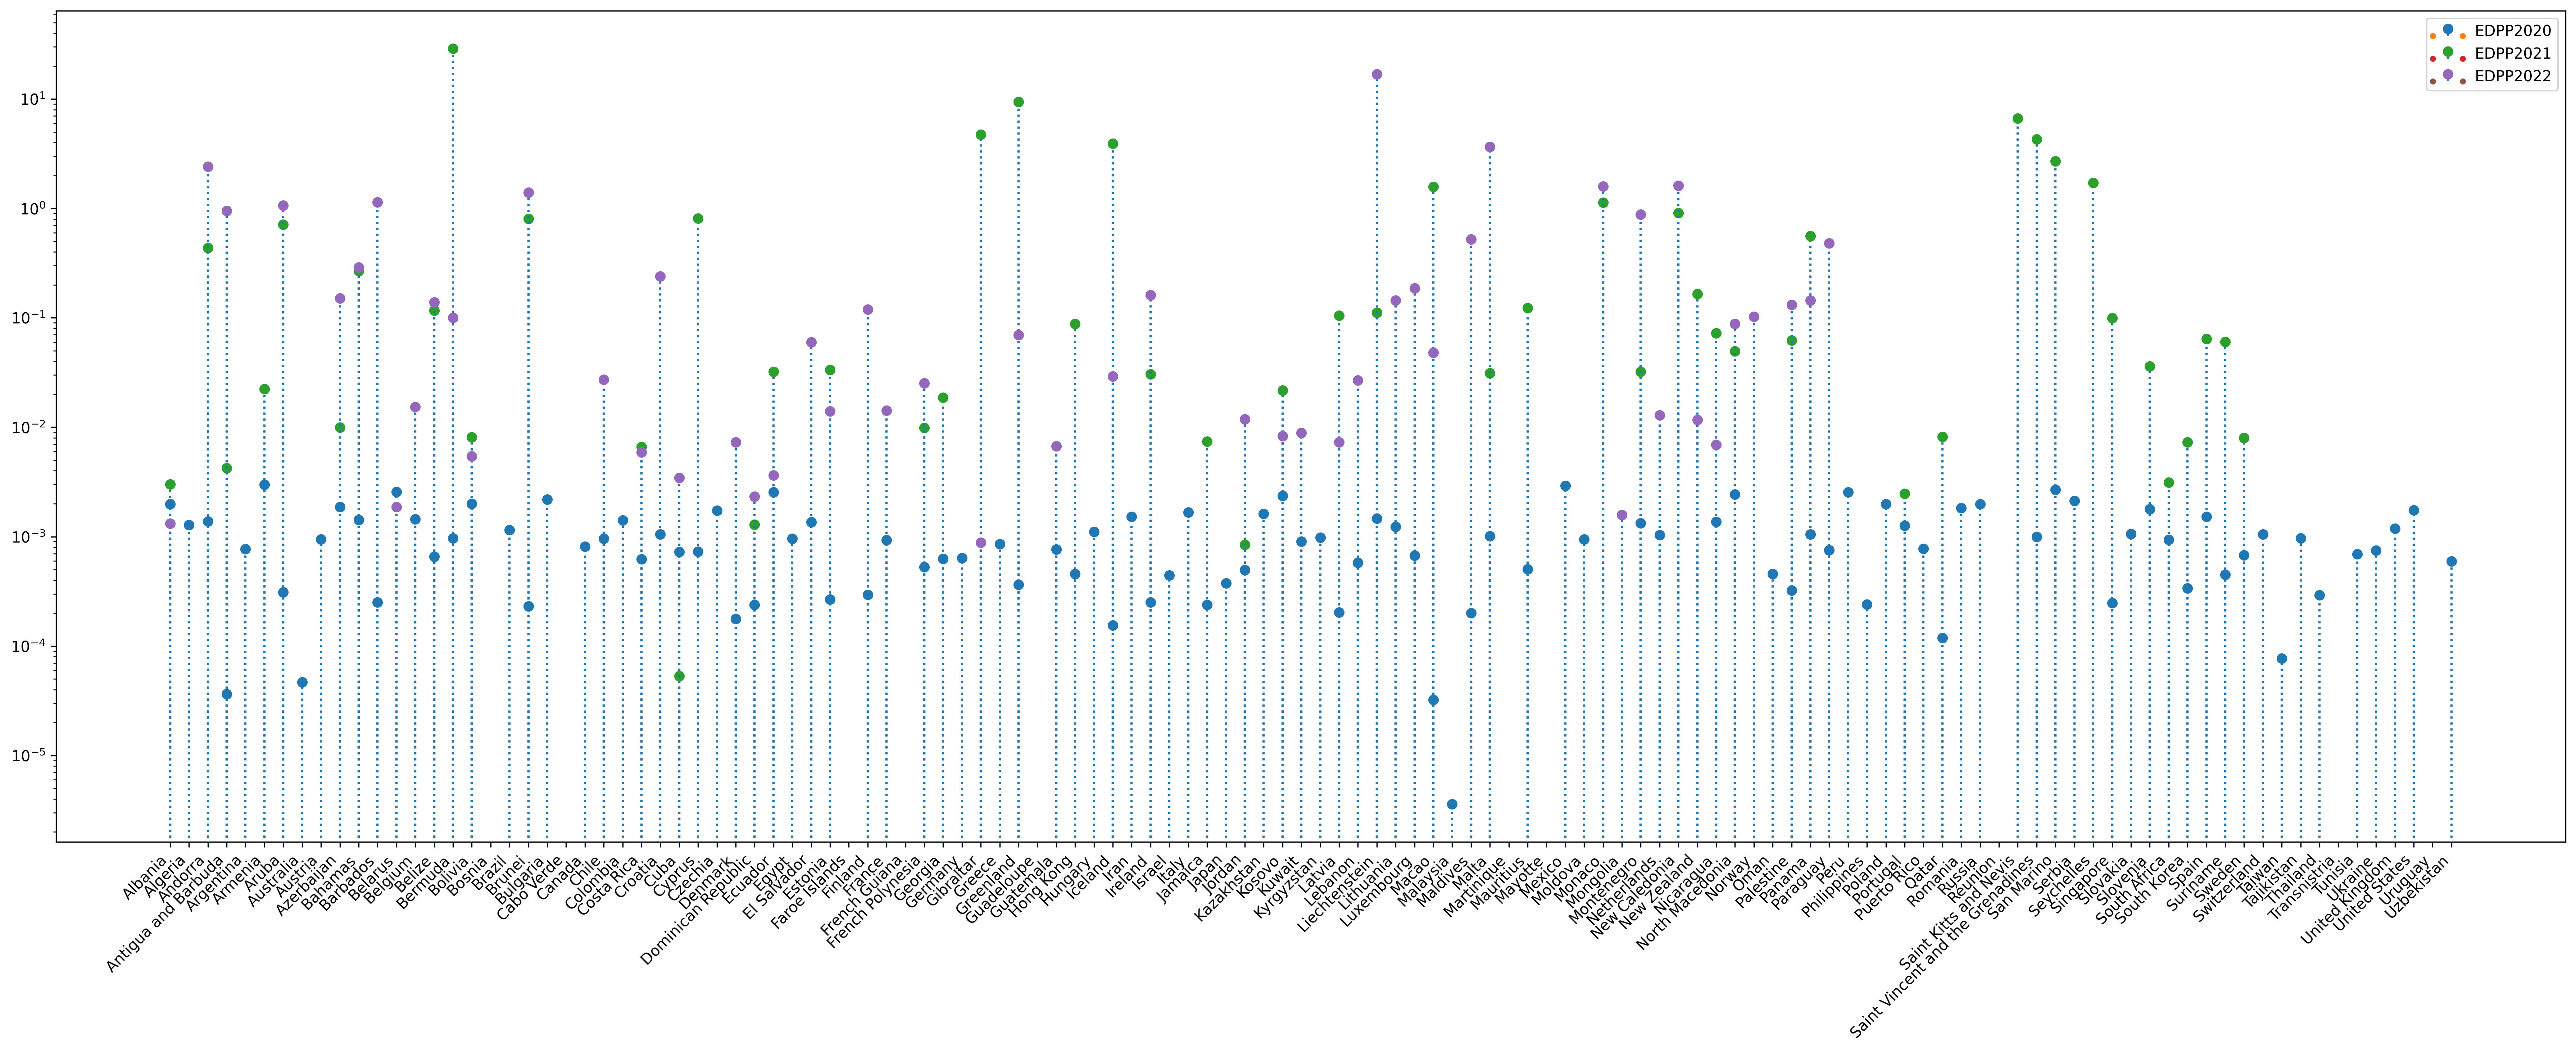 EDPP2020
EDPP2021
EDPP2022
10¹
10⁰
10⁻¹
10⁻²
10⁻³
10⁻⁴
10⁻⁵
Albania
Algeria
Andorra
Antigua and Barbuda
Argentina
Armenia
Aruba
Australia
Austria
Azerbaijan
Bahamas
Barbados
Belarus
Belgium
Belize
Bermuda
Bolivia
Bosnia
Brazil
Brunei
Bulgaria
Cabo Verde
Canada
Chile
Colombia
Costa Rica
Croatia
Cuba
Cyprus
Czechia
Denmark
Dominican Republic
Ecuador
Egypt
El Salvador
Estonia
Faroe Islands
Finland
France
French Guiana
French Polynesia
Georgia
Germany
Gibraltar
Greece
Greenland
Guadeloupe
Guatemala
Hong Kong
Hungary
Iceland
Iran
Ireland
Israel
Italy
Jamaica
Japan
Jordan
Kazakhstan
Kosovo
Kuwait
Kyrgyzstan
Latvia
Lebanon
Liechtenstein
Lithuania
Luxembourg
Macao
Malaysia
Maldives
Malta
Martinique
Mauritius
Mayotte
Mexico
Moldova
Monaco
Mongolia
Montenegro
Netherlands
New Caledonia
New Zealand
Nicaragua
North Macedonia
Norway
Oman
Palestine
Panama
Paraguay
Peru
Philippines
Poland
Portugal
Puerto Rico
Qatar
Romania
Russia
Reunion
Saint Kitts and Nevis
Saint Vincent and the Grenadines
San Marino
Serbia
Seychelles
Singapore
Slovakia
Slovenia
South Africa
South Korea
Spain
Suriname
Sweden
Switzerland
Taiwan
Tajikistan
Thailand
Transnistria
Tunisia
Ukraine
United Kingdom
United States
Uruguay
Uzbekistan